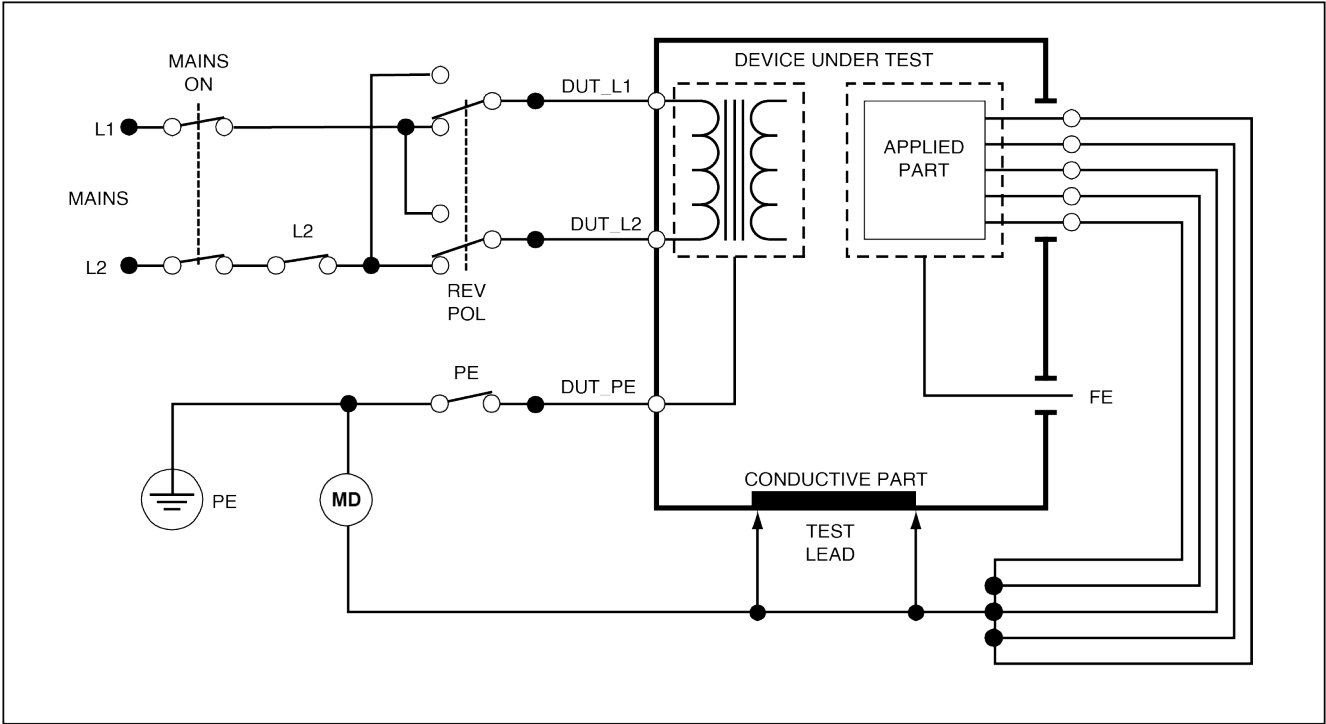 DEVICE UNDER TEST
MAINS
ON
DUT_L1
L1
APPLIED
PART
MAINS
DUT_L2
L2
L2
REV
POL
PE
DUT_PE
FE
CONDUCTIVE PART
PE
MD
TEST
LEAD